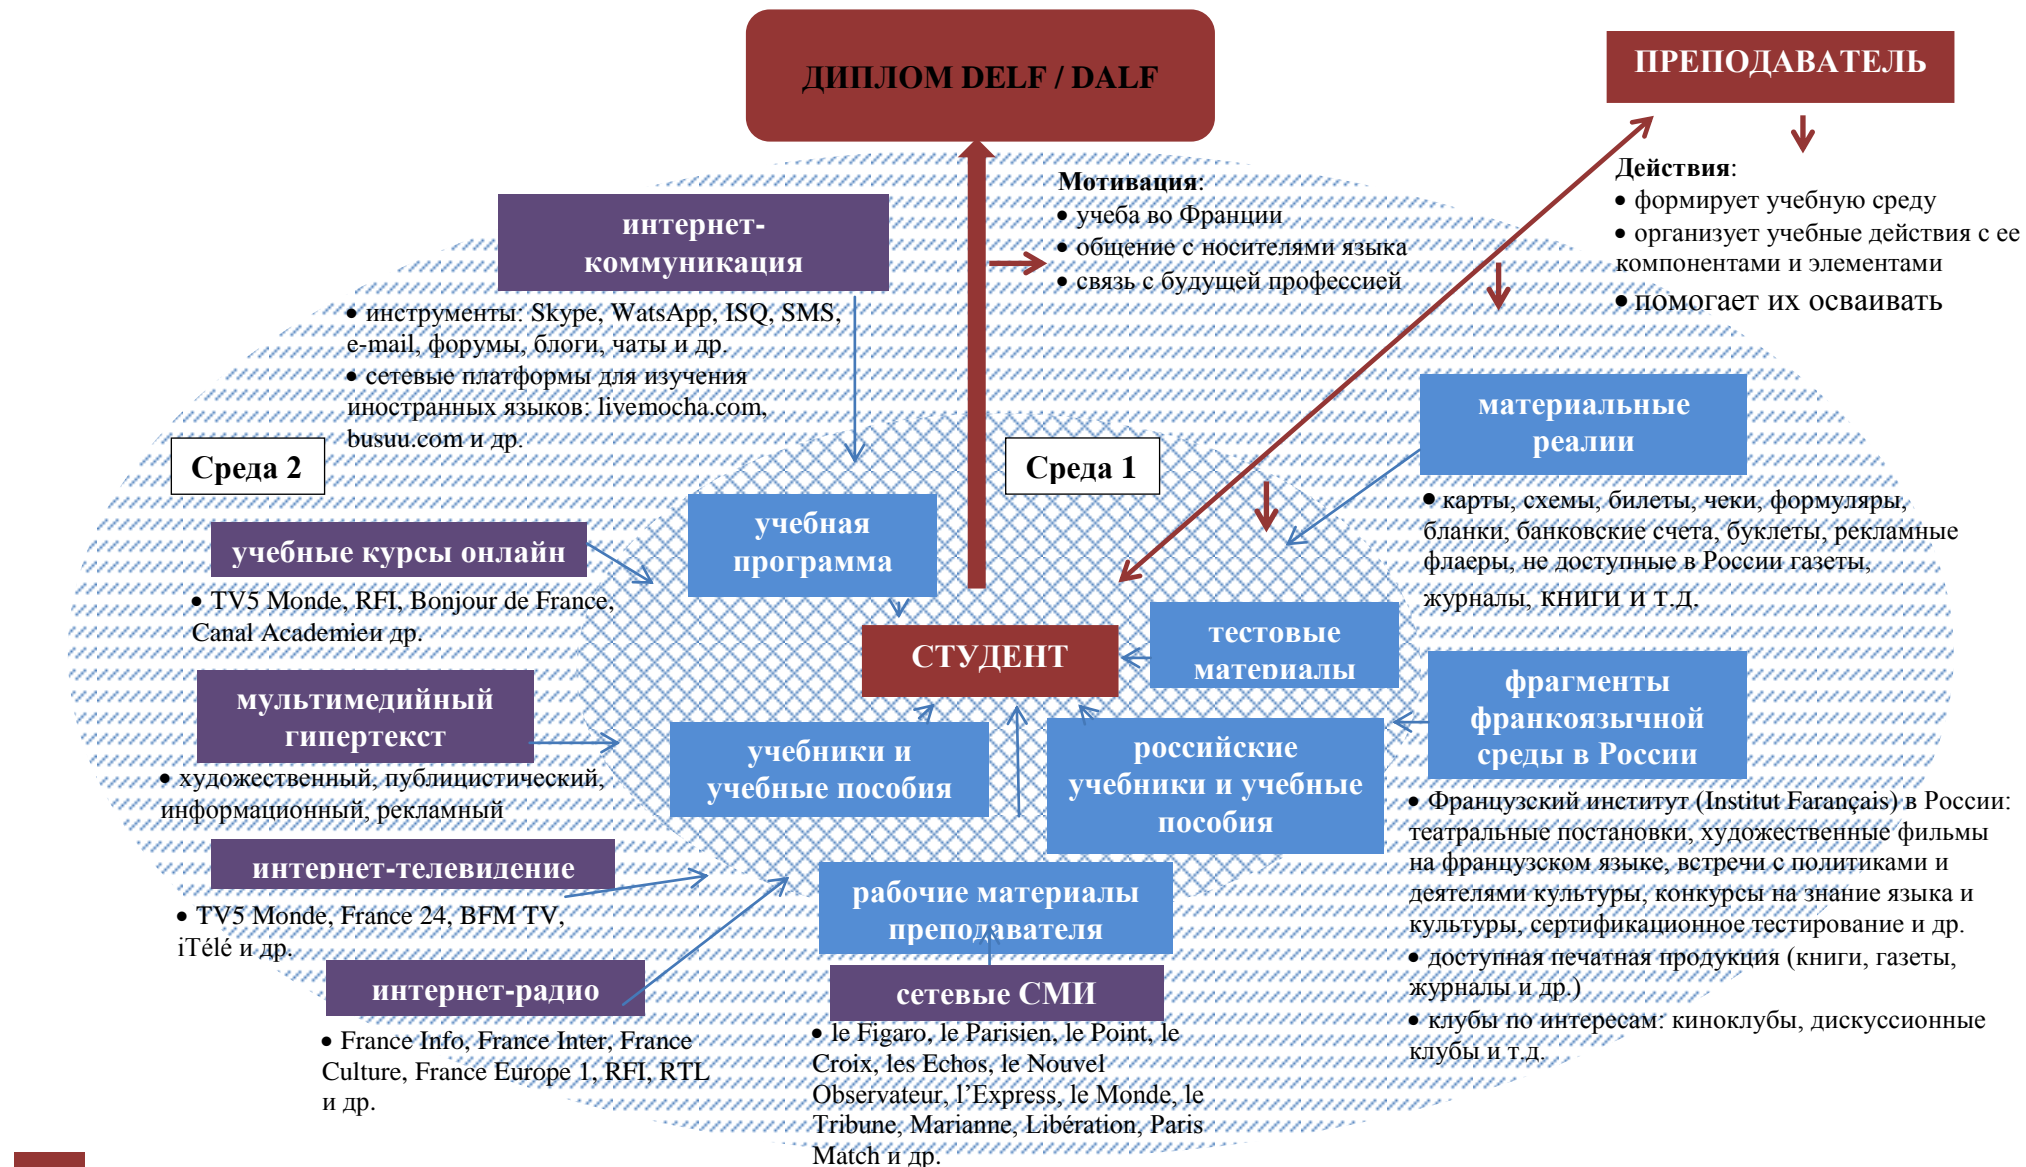 ДИПЛОМ DELF / DALF
ПРЕПОДАВАТЕЛЬ
Действия:
• формирует учебную среду
• организует учебные действия с ее
компонентами и элементами
• помогает их осваивать
Мотивация:
• учеба во Франции
• общение с носителями языка
• связь с будущей профессией
интернет-
коммуникация
• инструменты: Skype, WatsApp, ISQ, SMS,
e-mail, форумы, блоги, чаты и др.
• сетевые платформы для изучения
иностранных языков: livemocha.com,
busuu.com и др.
Среда 2
Среда 1
материальные
реалии
• карты, схемы, билеты, чеки, формуляры,
бланки, банковские счета, буклеты, рекламные
флаеры, не доступные в России газеты,
журналы, книги и т.д.
учебная
программа
учебные курсы онлайн
• TV5 Monde, RFI, Bonjour de France,
Canal Academieи др.
СТУДЕНТ
тестовые
материалы
мультимедийный
гипертекст
• художественный, публицистический,
информационный, рекламный
учебники и
учебные пособия
российские
учебники и учебные
пособия
фрагменты
франкоязычной
среды в России
• Французский институт (Institut Farançais) в России:
театральные постановки, художественные фильмы
на французском языке, встречи с политиками и
деятелями культуры, конкурсы на знание языка и
культуры, сертификационное тестирование и др.
• доступная печатная продукция (книги, газеты,
журналы и др.)
• клубы по интересам: киноклубы, дискуссионные
клубы и т.д.
интернет-телевидение
• TV5 Monde, France 24, BFM TV,
iTélé и др.
рабочие материалы
преподавателя
интернет-радио
• France Info, France Inter, France
Culture, France Europe 1, RFI, RTL
и др.
сетевые СМИ
• le Figaro, le Parisien, le Point, le
Croix, les Echos, le Nouvel
Observateur, l’Express, le Monde, le
Tribune, Marianne, Libération, Paris
Match и др.